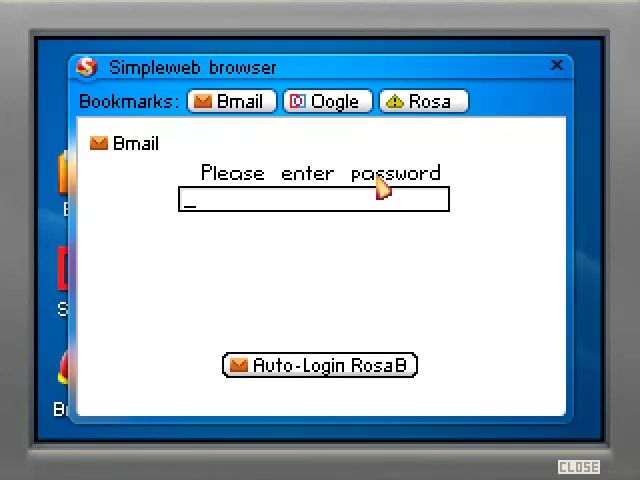 Simpleweb browser
Bookmarks: Bmail Oogle Rosa
Bmail
Please enter password
_
Auto-Login RosaB
CLOSE